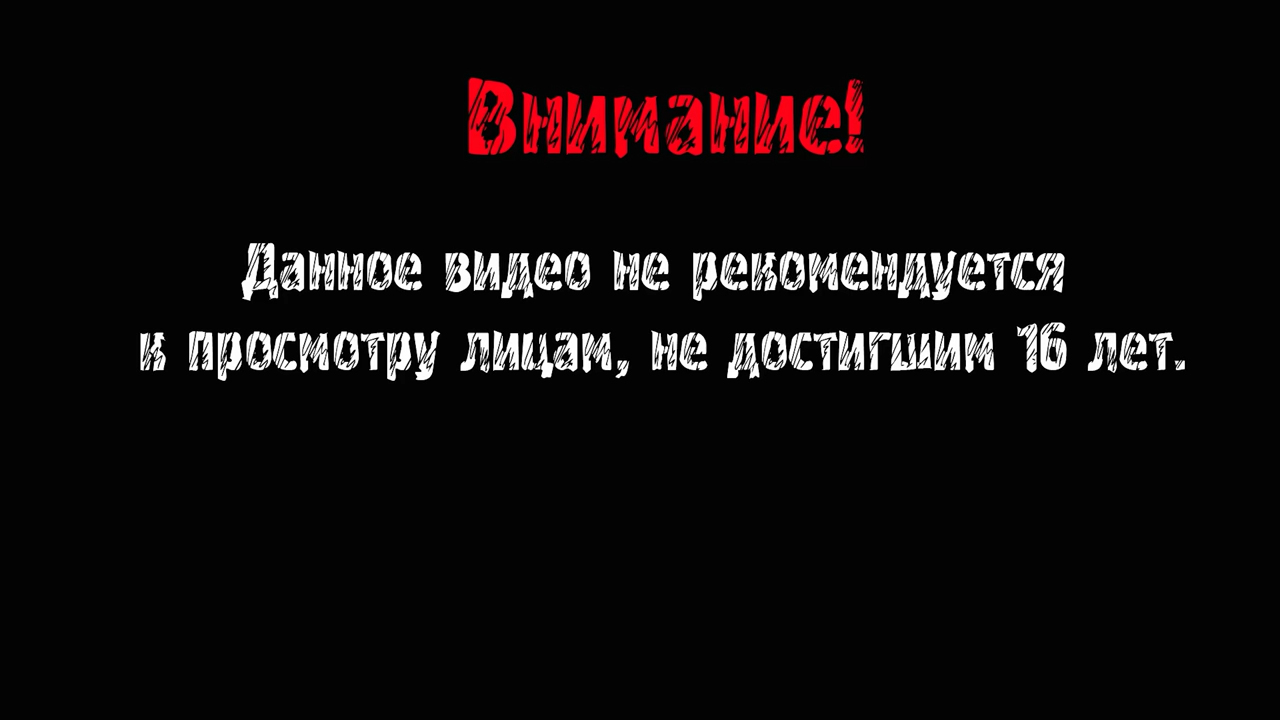 Внимание!
Данное видео не рекомендуется
к просмотру лицам, не достигшим 16 лет.